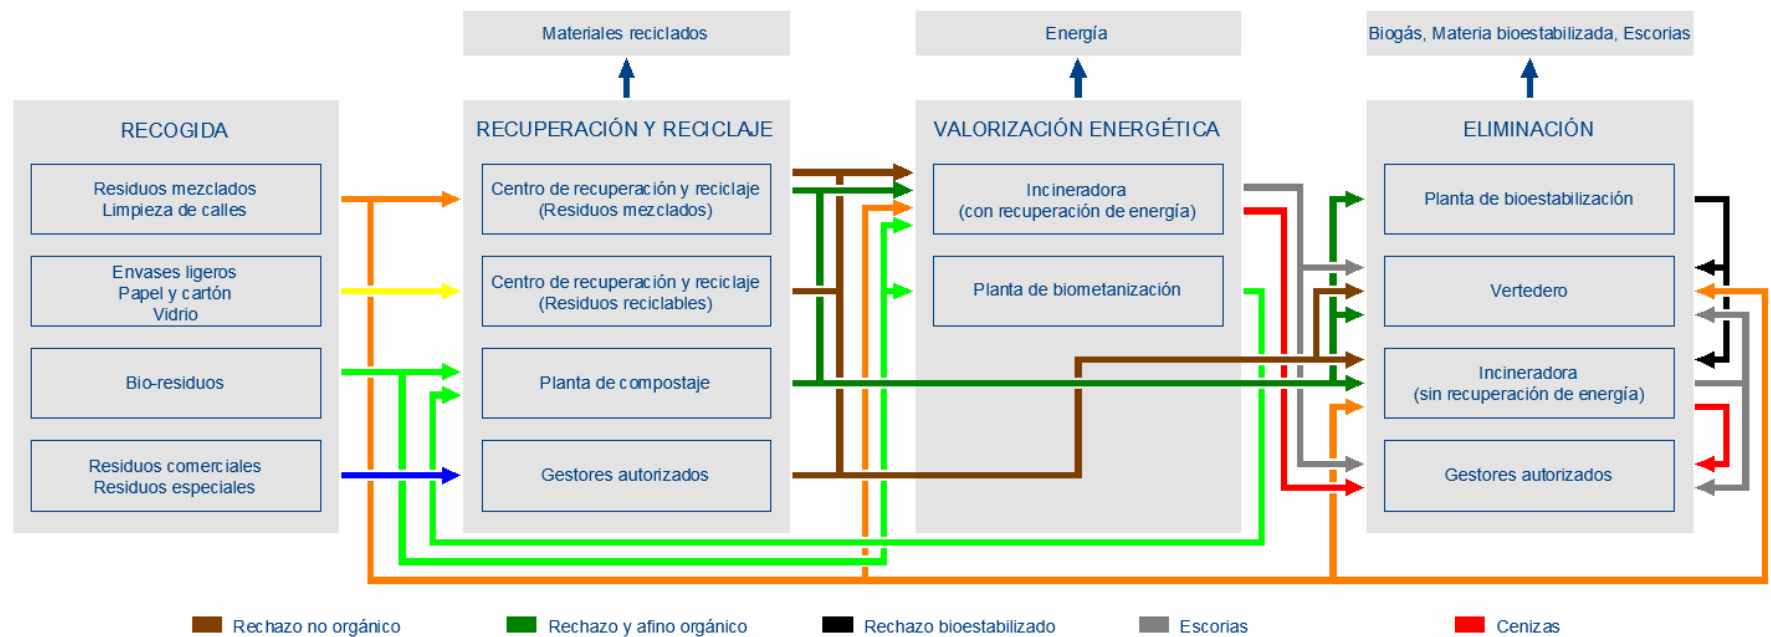 Materiales reciclados
Energía
Biogás, Materia bioestabilizada, Escorias
RECOGIDA
Residuos mezclados
Limpieza de calles
Envases ligeros
Papel y cartón
Vidrio
Bio-residuos
Residuos comerciales
Residuos especiales
RECUPERACIÓN Y RECICLAJE
Centro de recuperación y reciclaje
(Residuos mezclados)
Centro de recuperación y reciclaje
(Residuos reciclables)
Planta de compostaje
Gestores autorizados
VALORIZACIÓN ENERGÉTICA
Incineradora
(con recuperación de energía)
Planta de biometanización
ELIMINACIÓN
Planta de bioestabilización
Vertedero
Incineradora
(sin recuperación de energía)
Gestores autorizados
Rechazo no orgánico
Rechazo y afino orgánico
Rechazo bioestabilizado
Escorias
Cenizas